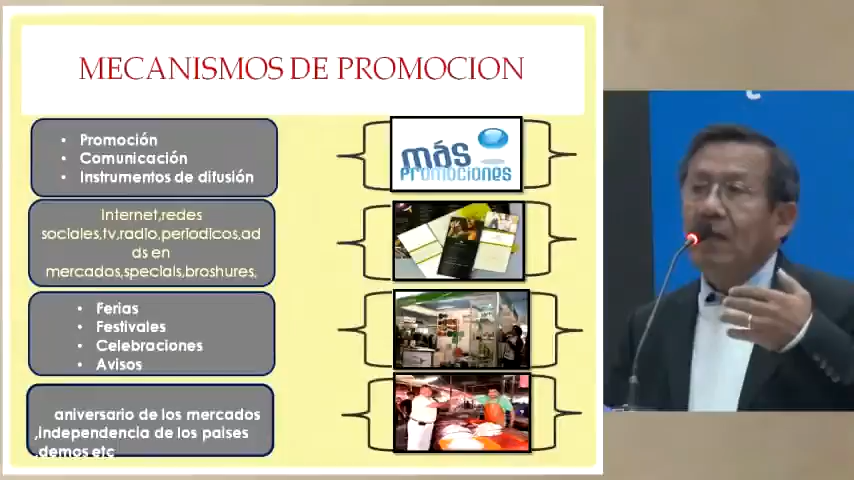 MECANISMOS DE PROMOCION
• Promoción
• Comunicación
• Instrumentos de difusión
más
promociones
Internet,redes
sociales,tv,radio,periodicos,ad
ds en
mercados,specials,broshures,
• Ferias
• Festivales
• Celebraciones
• Avisos
aniversario de los mercados
,independencia de los paises
,demos etc